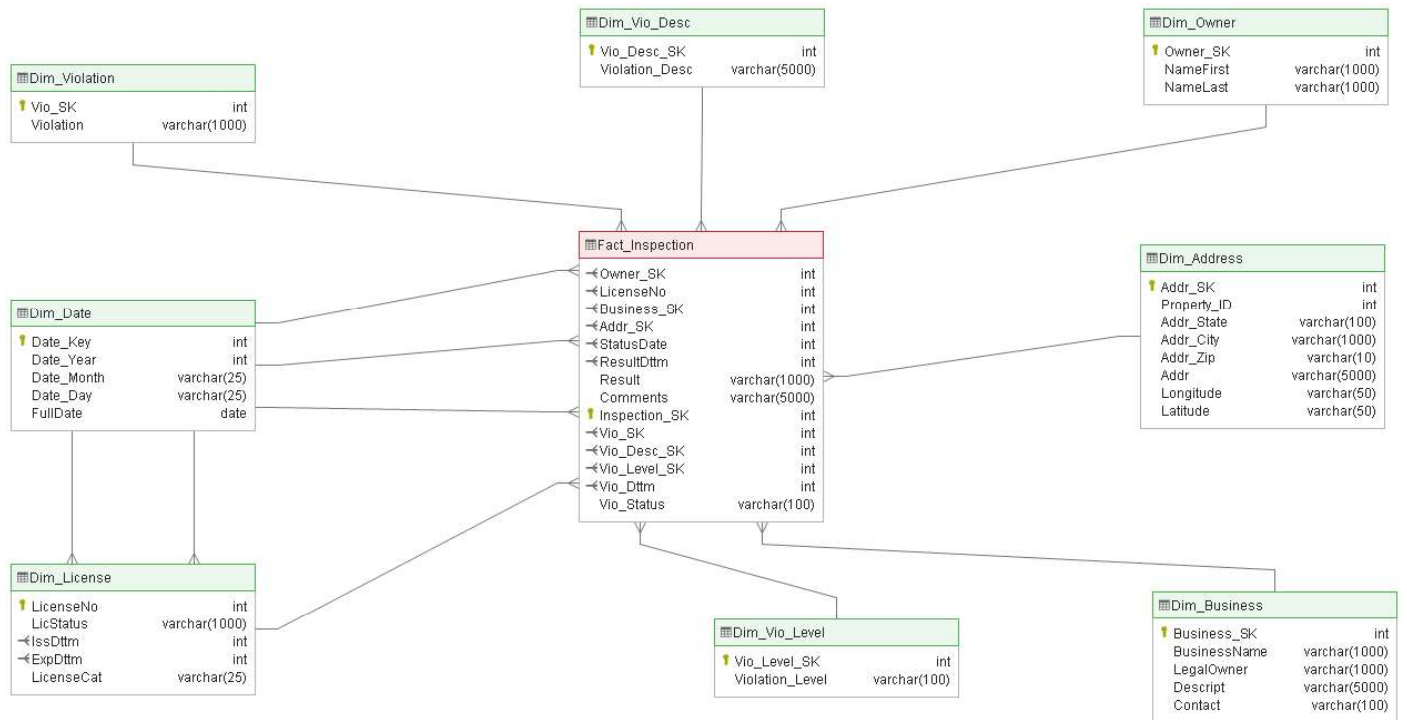 Dim_Vio_Desc
Vio_Desc_SK int
Violation_Desc varchar(5000)
Dim_Owner
Owner_SK int
NameFirst varchar(1000)
NameLast varchar(1000)
Dim_Violation
Vio_SK int
Violation varchar(1000)
Fact_Inspection
Owner_SK int
LicenseNo int
Business_SK int
Addr_SK int
StatusDate int
ResultDttm int
Result varchar(1000)
Comments varchar(5000)
Inspection_SK int
Vio_SK int
Vio_Desc_SK int
Vio_Level_SK int
Vio_Dttm int
Vio_Status varchar(100)
Dim_Address
Addr_SK int
Property_ID int
Addr_State varchar(100)
Addr_City varchar(1000)
Addr_Zip varchar(10)
Addr varchar(5000)
Longitude varchar(50)
Latitude varchar(50)
Dim_Date
Date_Key int
Date_Year int
Date_Month varchar(25)
Date_Day varchar(25)
FullDate date
Dim_License
LicenseNo int
LicStatus varchar(1000)
IssDttm int
ExpDttm int
LicenseCat varchar(25)
Dim_Vio_Level
Vio_Level_SK int
Violation_Level varchar(100)
Dim_Business
Business_SK int
BusinessName varchar(1000)
LegalOwner varchar(1000)
Descript varchar(5000)
Contact varchar(100)